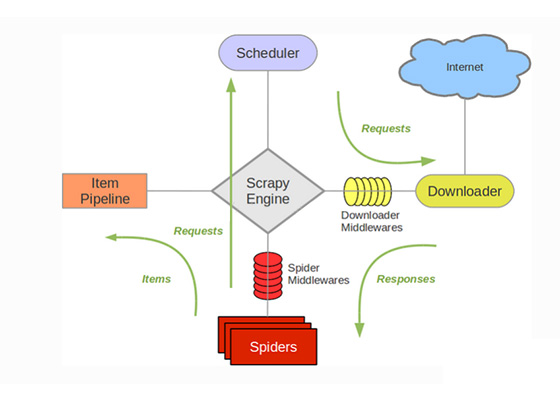 Scheduler
Internet
Requests
Item
Pipeline
Scrapy
Engine
Downloader
Downloader
Middlewares
Requests
Spider
Middlewares
Items
Responses
Spiders